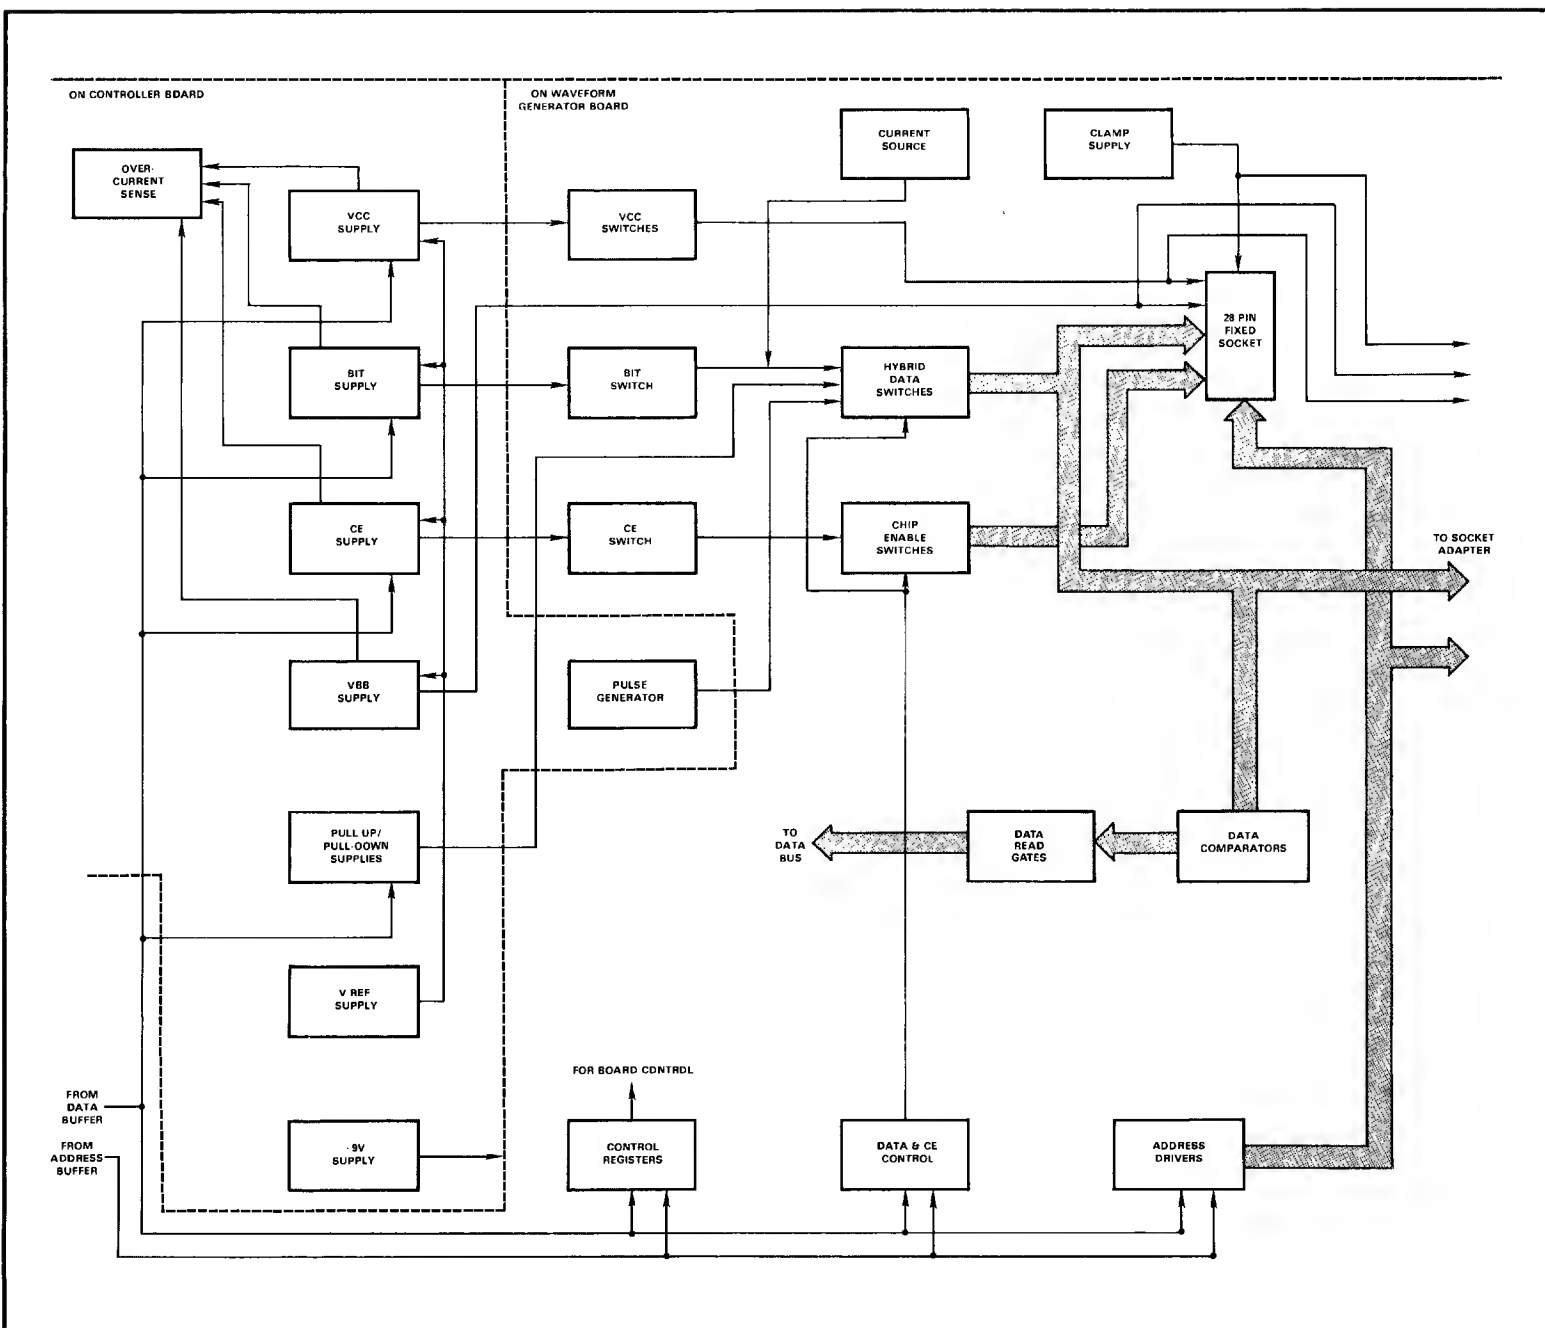 ON CONTROLLER BOARD
ON WAVEFORM
GENERATOR BOARD
CURRENT
SOURCE
CLAMP
SUPPLY
OVER-
CURRENT
SENSE
VCC
SUPPLY
VCC
SWITCHES
28 PIN
FIXED
SOCKET
BIT
SUPPLY
BIT
SWITCH
HYBRID
DATA
SWITCHES
CE
SUPPLY
CE
SWITCH
CHIP
ENABLE
SWITCHES
TO SOCKET
ADAPTER
VBB
SUPPLY
PULSE
GENERATOR
PULL UP/
PULL-DOWN
SUPPLIES
TO
DATA
BUS
DATA
READ
GATES
DATA
COMPARATORS
V REF
SUPPLY
FOR BOARD CONTROL
FROM
DATA
BUFFER
FROM
ADDRESS
BUFFER
-9V
SUPPLY
CONTROL
REGISTERS
DATA & CE
CONTROL
ADDRESS
DRIVERS